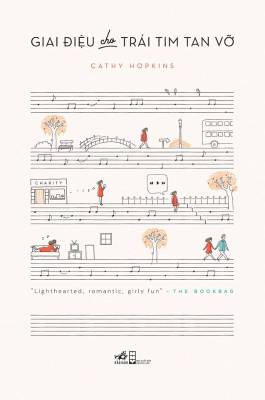 GIAI ĐIỆU cho TRÁI TIM TAN VỠ
CATHY HOPKINS
CHARITY
"Lighthearted, romantic, girly fun" - THE BOOKBAG